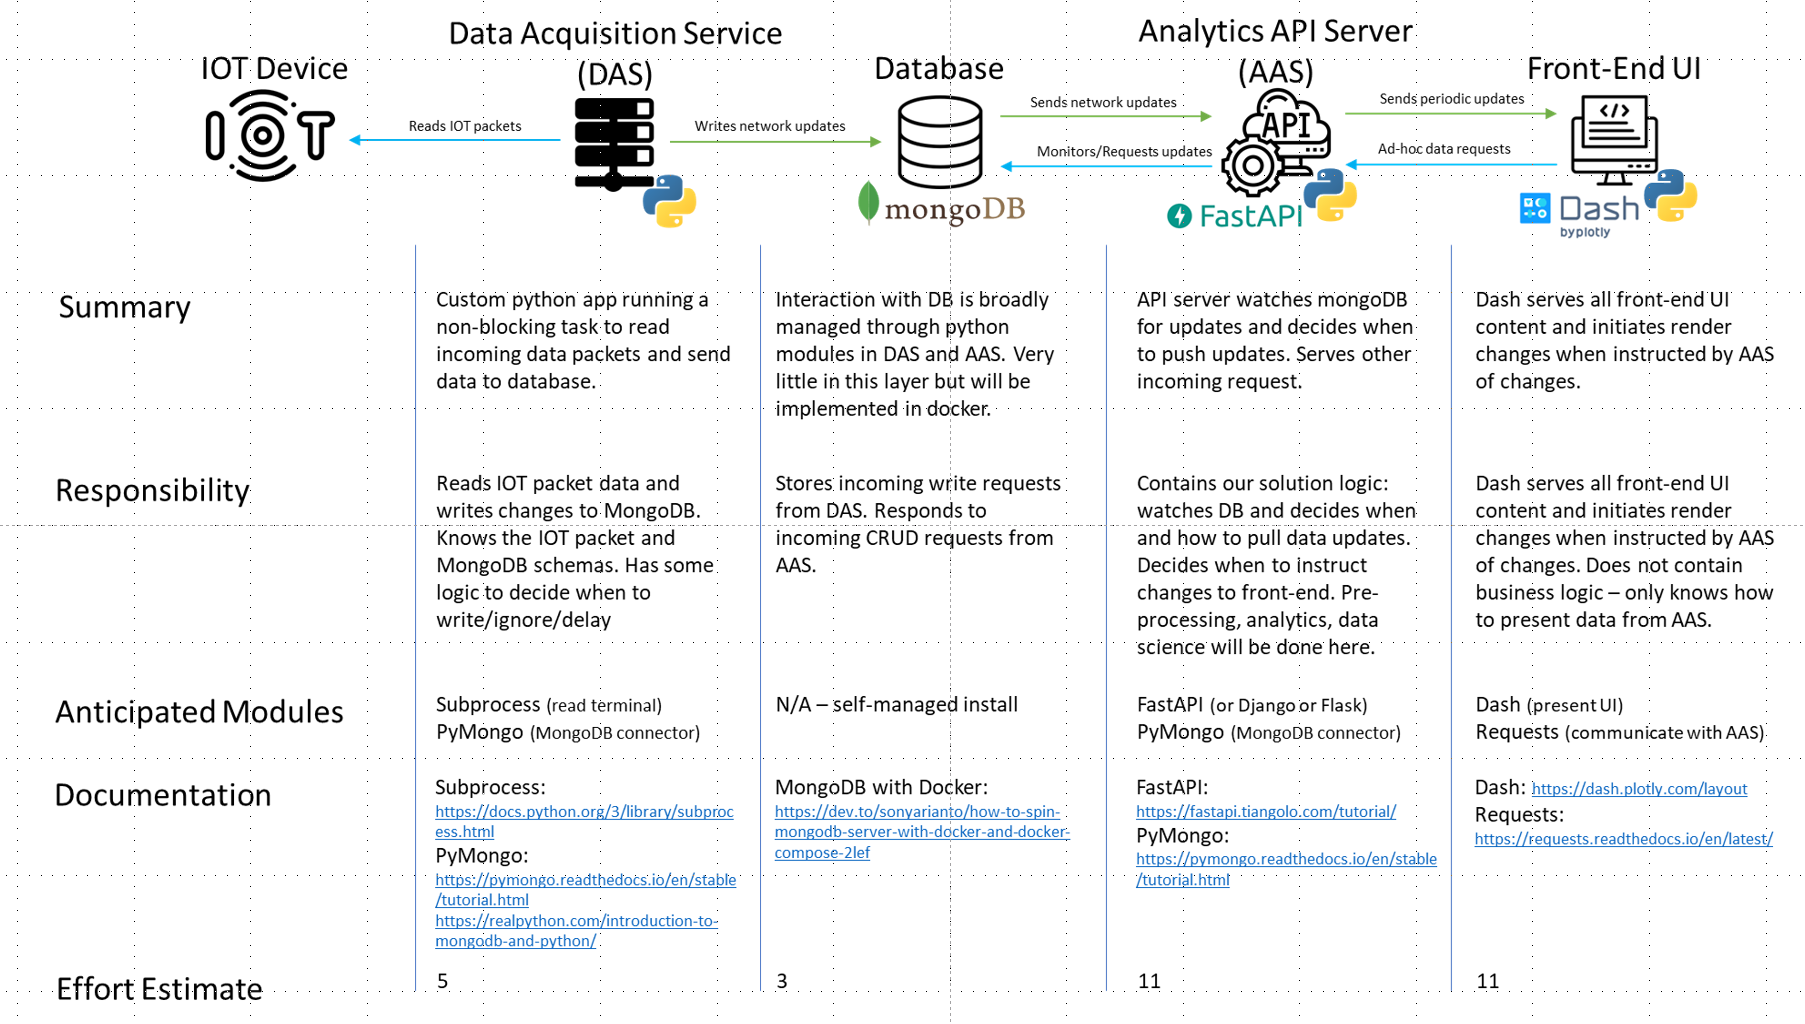 Data Acquisition Service
(DAS)
Analytics API Server
(AAS)
IOT Device
Database
Front-End UI
IOT
API
</>
Reads IOT packets
Writes network updates
Sends network updates
Monitors/Requests updates
Sends periodic updates
Ad-hoc data requests
mongoDB
FastAPI
Dash
by plotly
Summary
Custom python app running a
non-blocking task to read
incoming data packets and send
data to database.
Interaction with DB is broadly
managed through python
modules in DAS and AAS. Very
little in this layer but will be
implemented in docker.
API server watches mongoDB
for updates and decides when
to push updates. Serves other
incoming request.
Dash serves all front-end UI
content and initiates render
changes when instructed by AAS
of changes.
Responsibility
Reads IOT packet data and
writes changes to MongoDB.
Knows the IOT packet and
MongoDB schemas. Has some
logic to decide when to
write/ignore/delay
Stores incoming write requests
from DAS. Responds to
incoming CRUD requests from
AAS.
Contains our solution logic:
watches DB and decides when
and how to pull data updates.
Decides when to instruct
changes to front-end. Pre-
processing, analytics, data
science will be done here.
Dash serves all front-end UI
content and initiates render
changes when instructed by AAS
of changes. Does not contain
business logic – only knows how
to present data from AAS.
Anticipated Modules
Subprocess (read terminal)
PyMongo (MongoDB connector)
N/A – self-managed install
FastAPI (or Django or Flask)
PyMongo (MongoDB connector)
Dash (present UI)
Requests (communicate with AAS)
Documentation
Subprocess:
https://docs.python.org/3/library/subproc
ess.html
PyMongo:
https://pymongo.readthedocs.io/en/stable
/tutorial.html
https://realpython.com/introduction-to-
mongodb-and-python/
MongoDB with Docker:
https://dev.to/sonyarianto/how-to-spin-
mongodb-server-with-docker-and-docker-
compose-2lef
FastAPI:
https://fastapi.tiangolo.com/tutorial/
PyMongo:
https://pymongo.readthedocs.io/en/stable
/tutorial.html
Dash: https://dash.plotly.com/layout
Requests:
https://requests.readthedocs.io/en/latest/
Effort Estimate
5
3
11
11